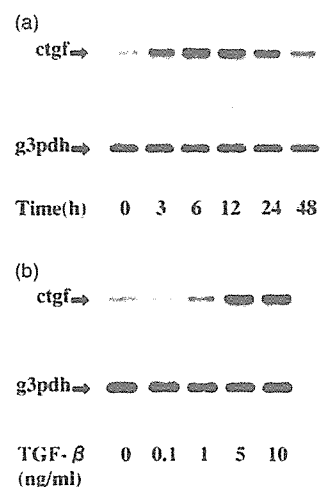 (a)
ctgf
g3pdh
Time(h) 0 3 6 12 24 48
(b)
ctgf
g3pdh
TGF-β 0 0.1 1 5 10
(ng/ml)